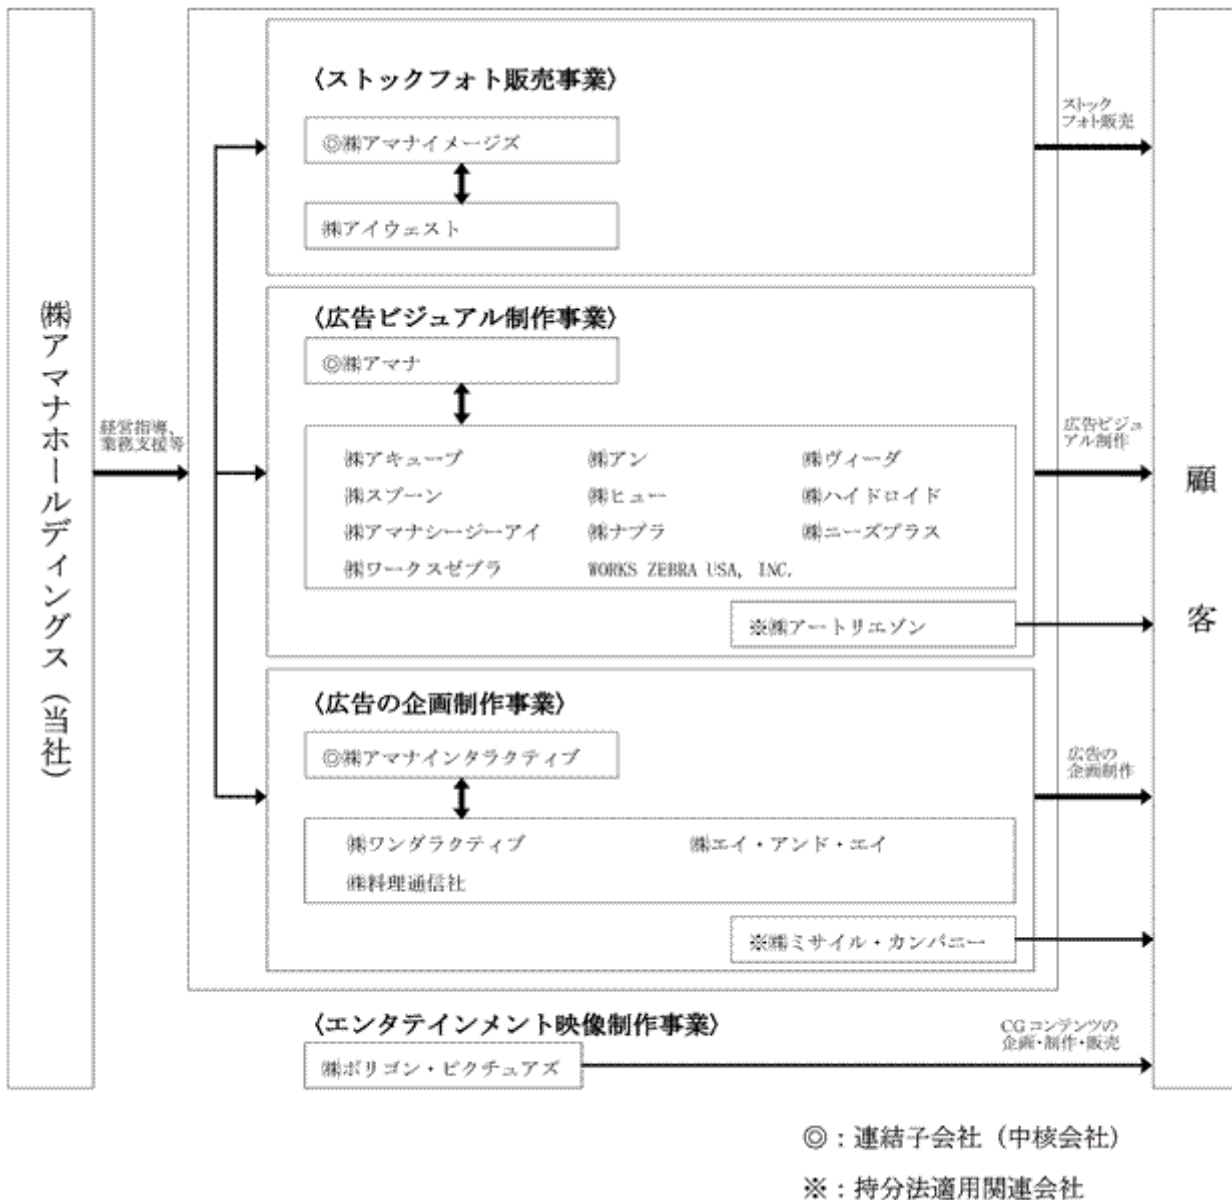 ㈱アマナホールディングス（当社）
経営指導、
業務支援等
〈ストックフォト販売事業〉
◎㈱アマナイメージズ
㈱アイウェスト
ストック
フォト販売
〈広告ビジュアル制作事業〉
◎㈱アマナ
㈱アキューブ ㈱アン ㈱ヴィーダ
㈱スプーン ㈱ヒュー ㈱ハイドロイド
㈱アマナシージーアイ ㈱ナブラ ㈱ニーズプラス
㈱ワークスゼブラ WORKS ZEBRA USA, INC.
※㈱アートリエゾン
広告ビジュ
アル制作
〈広告の企画制作事業〉
◎㈱アマナインタラクティブ
㈱ワンダラクティブ ㈱エイ・アンド・エイ
㈱料理通信社
※㈱ミサイル・カンパニー
広告の
企画制作
〈エンタテインメント映像制作事業〉
㈱ポリゴン・ピクチュアズ
CGコンテンツの
企画・制作・販売
顧客
◎：連結子会社（中核会社）
※：持分法適用関連会社